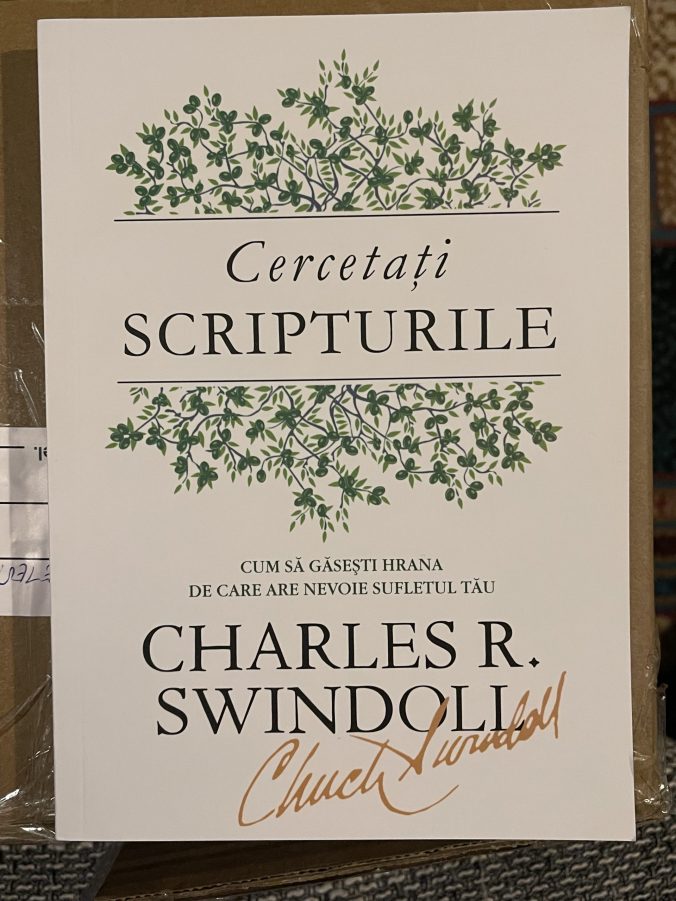 Cercetați
SCRIPTURILE
CUM SĂ GĂSEȘTI HRANA
DE CARE ARE NEVOIE SUFLETUL TĂU
CHARLES R.
SWINDOLL
Chuck Swindoll